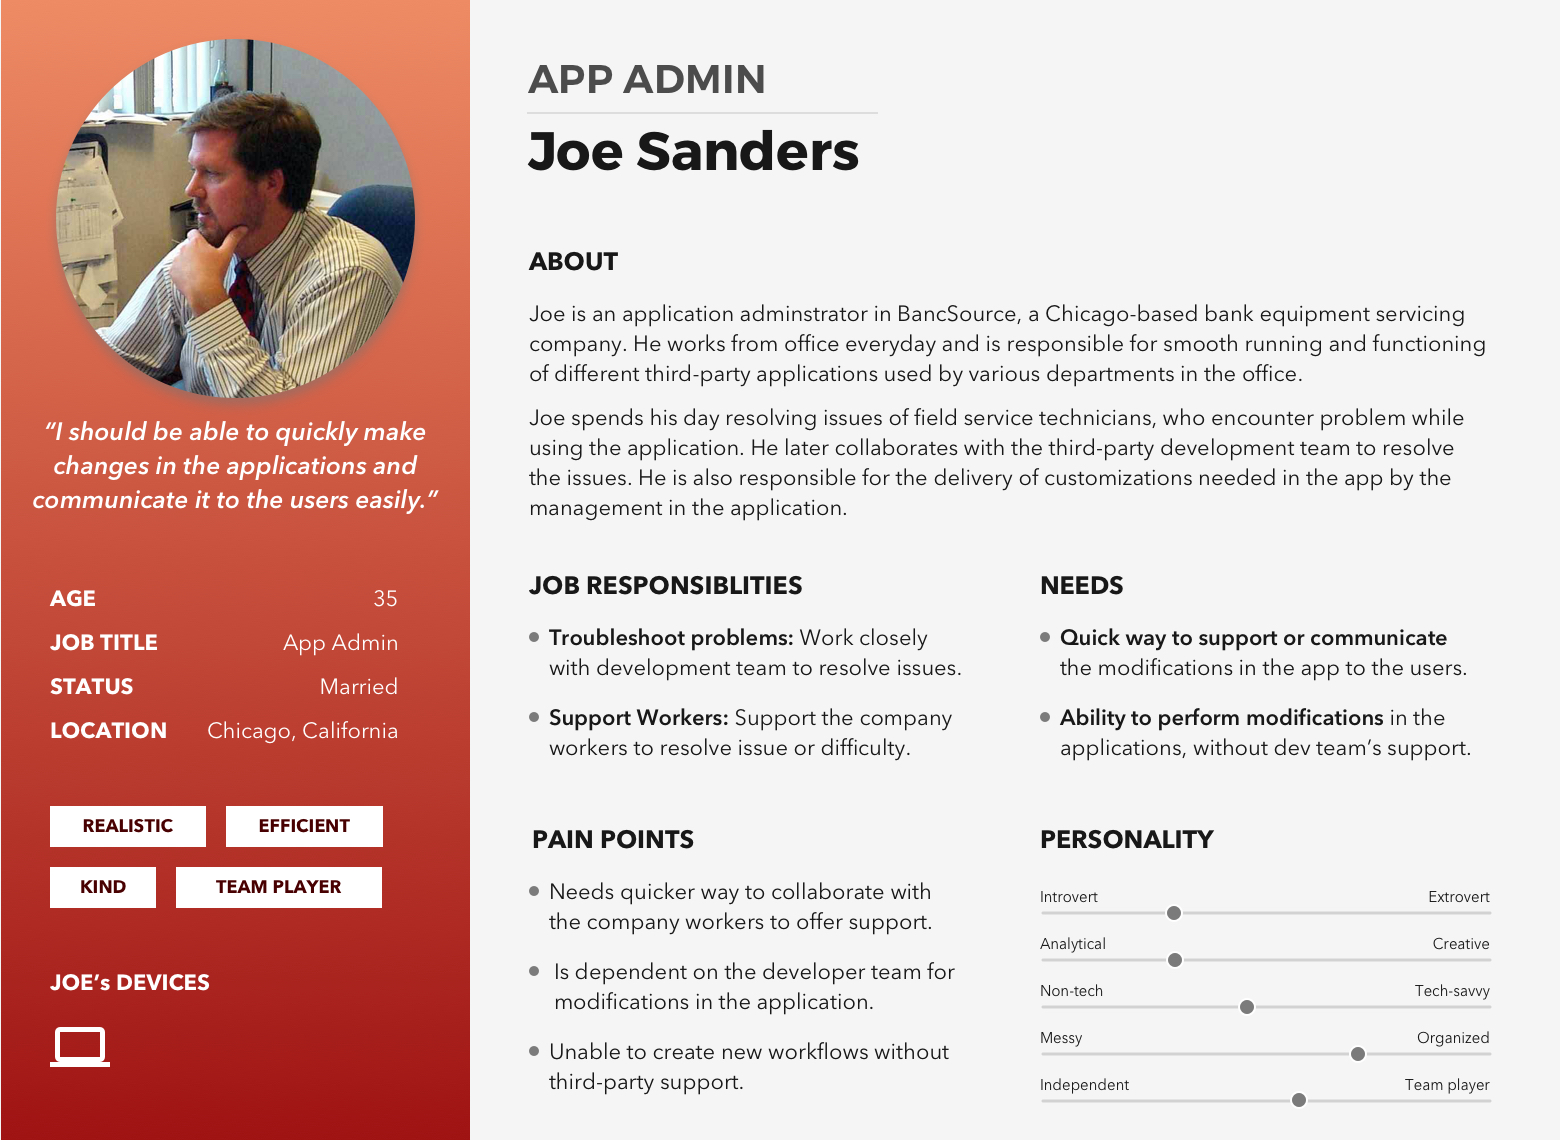 “I should be able to quickly make
changes in the applications and
communicate it to the users easily.”
AGE 35
JOB TITLE App Admin
STATUS Married
LOCATION Chicago, California
REALISTIC EFFICIENT
KIND TEAM PLAYER
JOE’s DEVICES
APP ADMIN
Joe Sanders
ABOUT
Joe is an application adminstrator in BancSource, a Chicago-based bank equipment servicing
company. He works from office everyday and is responsible for smooth running and functioning
of different third-party applications used by various departments in the office.
Joe spends his day resolving issues of field service technicians, who encounter problem while
using the application. He later collaborates with the third-party development team to resolve
the issues. He is also responsible for the delivery of customizations needed in the app by the
management in the application.
JOB RESPONSIBLITIES
Troubleshoot problems: Work closely
with development team to resolve issues.
Support Workers: Support the company
workers to resolve issue or difficulty.
NEEDS
Quick way to support or communicate
the modifications in the app to the users.
Ability to perform modifications in the
applications, without dev team’s support.
PAIN POINTS
Needs quicker way to collaborate with
the company workers to offer support.
Is dependent on the developer team for
modifications in the application.
Unable to create new workflows without
third-party support.
PERSONALITY
Introvert Extrovert
Analytical Creative
Non-tech Tech-savvy
Messy Organized
Independent Team player